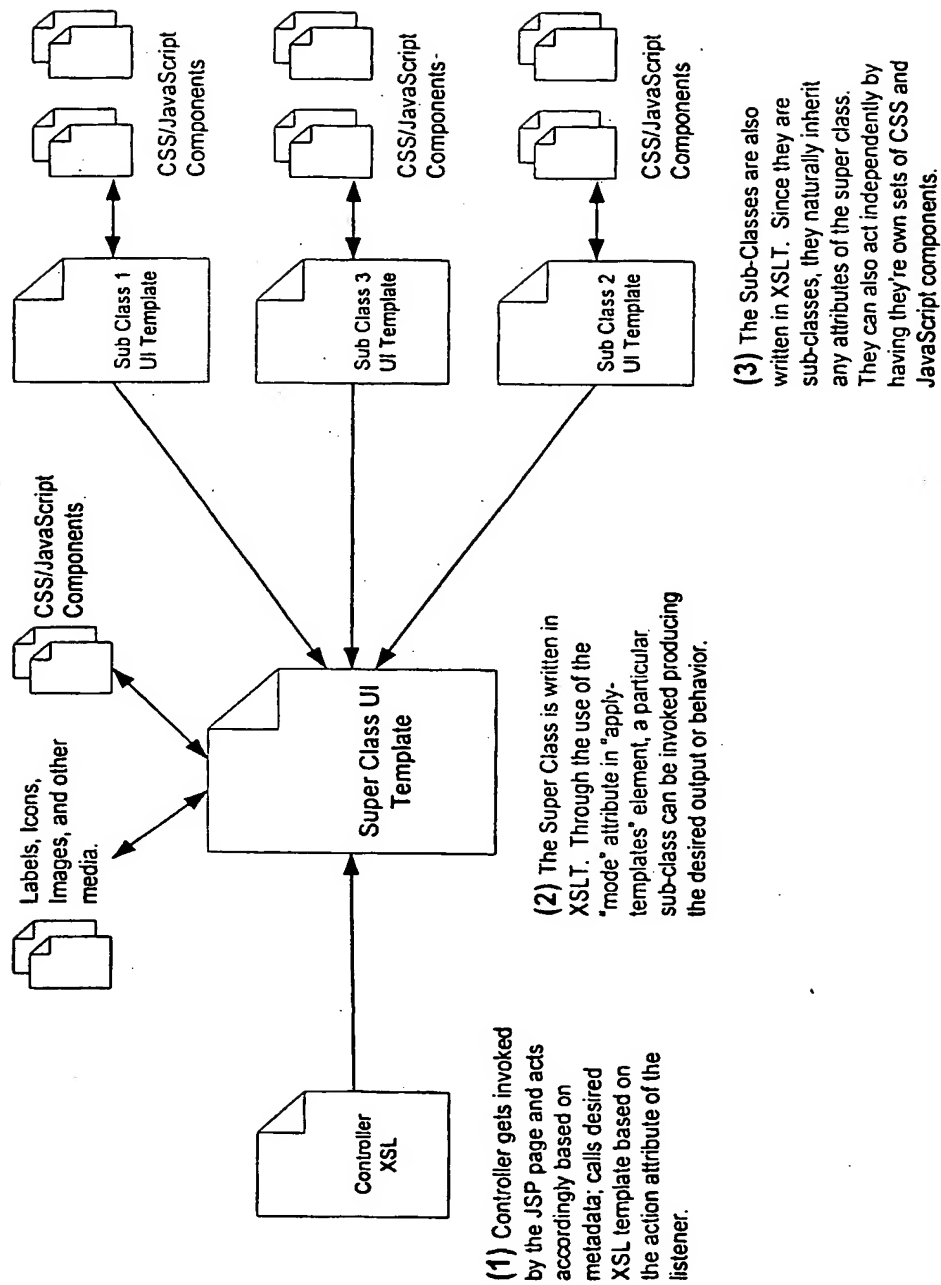 Labels, Icons,
Images, and other
media.
CSS/JavaScript
Components
Controller
XSL
Super Class UI
Template
Sub Class 1
UI Template
CSS/JavaScript
Components
Sub Class 3
UI Template
CSS/JavaScript
Components-
Sub Class 2
UI Template
CSS/JavaScript
Components
(1) Controller gets invoked
by the JSP page and acts
accordingly based on
metadata; calls desired
XSL template based on
the action attribute of the
listener.
(2) The Super Class is written in
XSLT. Through the use of the
"mode" attribute in "apply-
templates" element, a particular
sub-class can be invoked producing
the desired output or behavior.
(3) The Sub-Classes are also
written in XSLT. Since they are
sub-classes, they naturally inherit
any attributes of the super class.
They can also act independently by
having they're own sets of CSS and
JavaScript components.